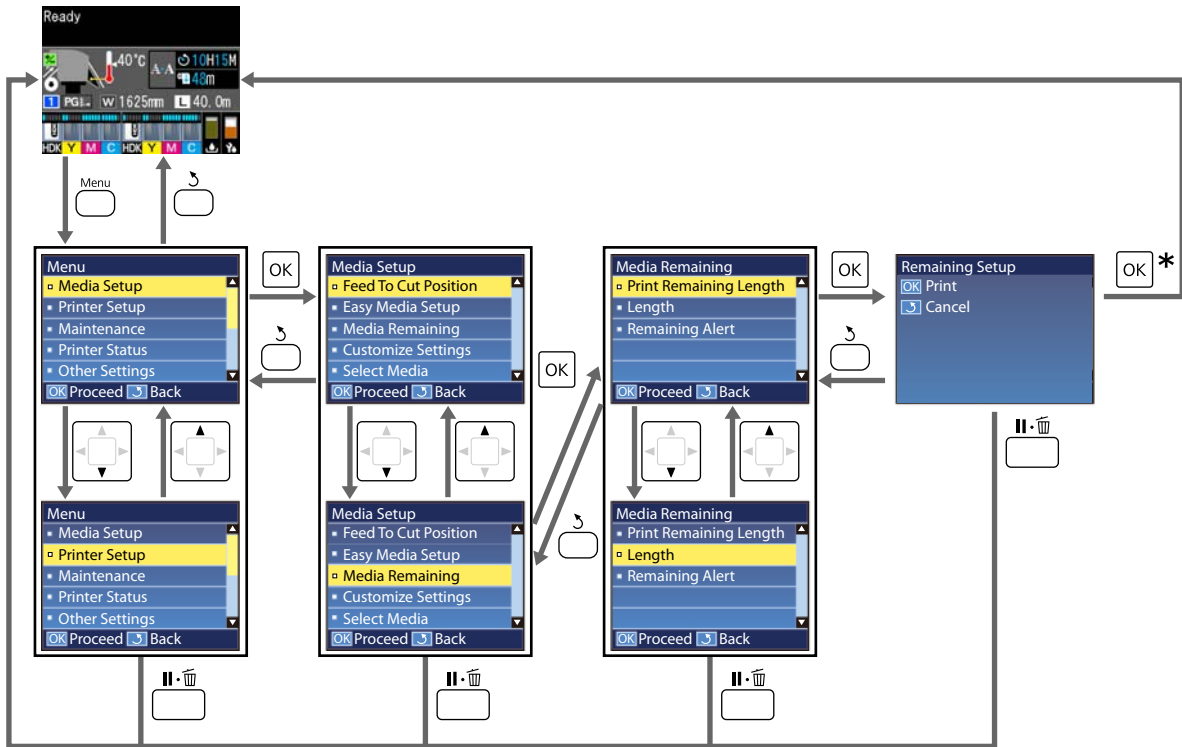 Ready
40°C A-A 10H15M
48m
1 PG W 1625mm L 40. 0m
HDK Y M C HDK Y M C
Menu
Menu
Media Setup
Printer Setup
Maintenance
Printer Status
Other Settings
OK Proceed Back
OK
Media Setup
Feed To Cut Position
Easy Media Setup
Media Remaining
Customize Settings
Select Media
OK Proceed Back
OK
Media Remaining
Print Remaining Length
Length
Remaining Alert
OK Proceed Back
OK
Remaining Setup
OK Print
Cancel
OK *
Menu
Media Setup
Printer Setup
Maintenance
Printer Status
Other Settings
OK Proceed Back
Media Setup
Feed To Cut Position
Easy Media Setup
Media Remaining
Customize Settings
Select Media
OK Proceed Back
Media Remaining
Print Remaining Length
Length
Remaining Alert
OK Proceed Back